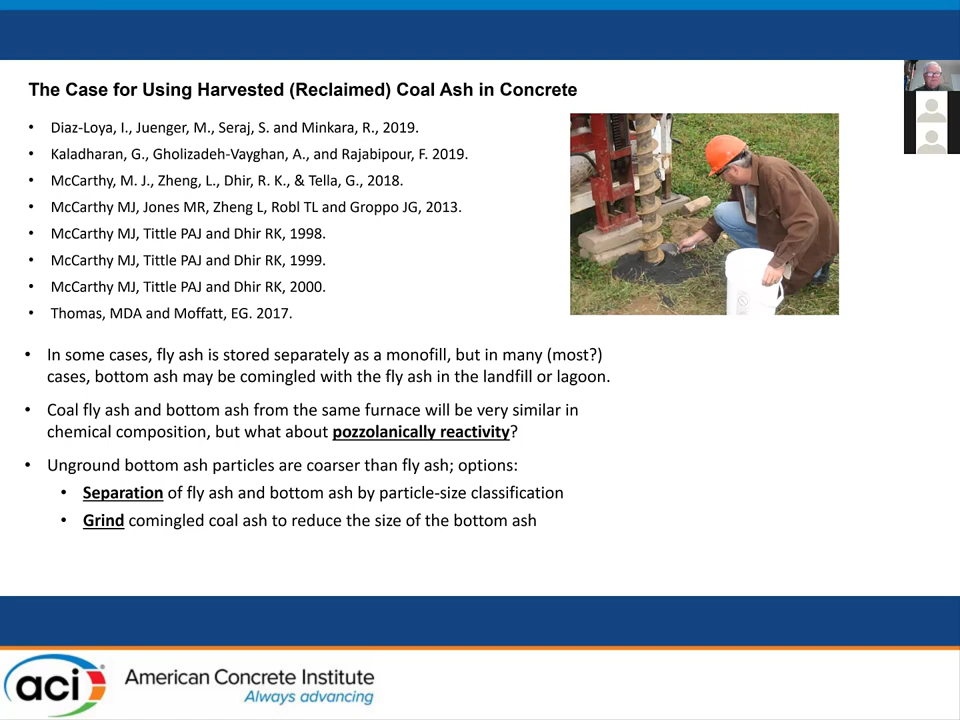 The Case for Using Harvested (Reclaimed) Coal Ash in Concrete
• Diaz-Loya, I., Juenger, M., Seraj, S. and Minkara, R., 2019.
• Kaladharan, G., Gholizadeh-Vayghan, A., and Rajabipour, F. 2019.
• McCarthy, M. J., Zheng, L., Dhir, R. K., & Tella, G., 2018.
• McCarthy MJ, Jones MR, Zheng L, Robl TL and Groppo JG, 2013.
• McCarthy MJ, Tittle PAJ and Dhir RK, 1998.
• McCarthy MJ, Tittle PAJ and Dhir RK, 1999.
• McCarthy MJ, Tittle PAJ and Dhir RK, 2000.
• Thomas, MDA and Moffatt, EG. 2017.
• In some cases, fly ash is stored separately as a monofill, but in many (most?)
cases, bottom ash may be comingled with the fly ash in the landfill or lagoon.
• Coal fly ash and bottom ash from the same furnace will be very similar in
chemical composition, but what about pozzolanically reactivity?
• Unground bottom ash particles are coarser than fly ash; options:
• Separation of fly ash and bottom ash by particle-size classification
• Grind comingled coal ash to reduce the size of the bottom ash
aci
American Concrete Institute
Always advancing